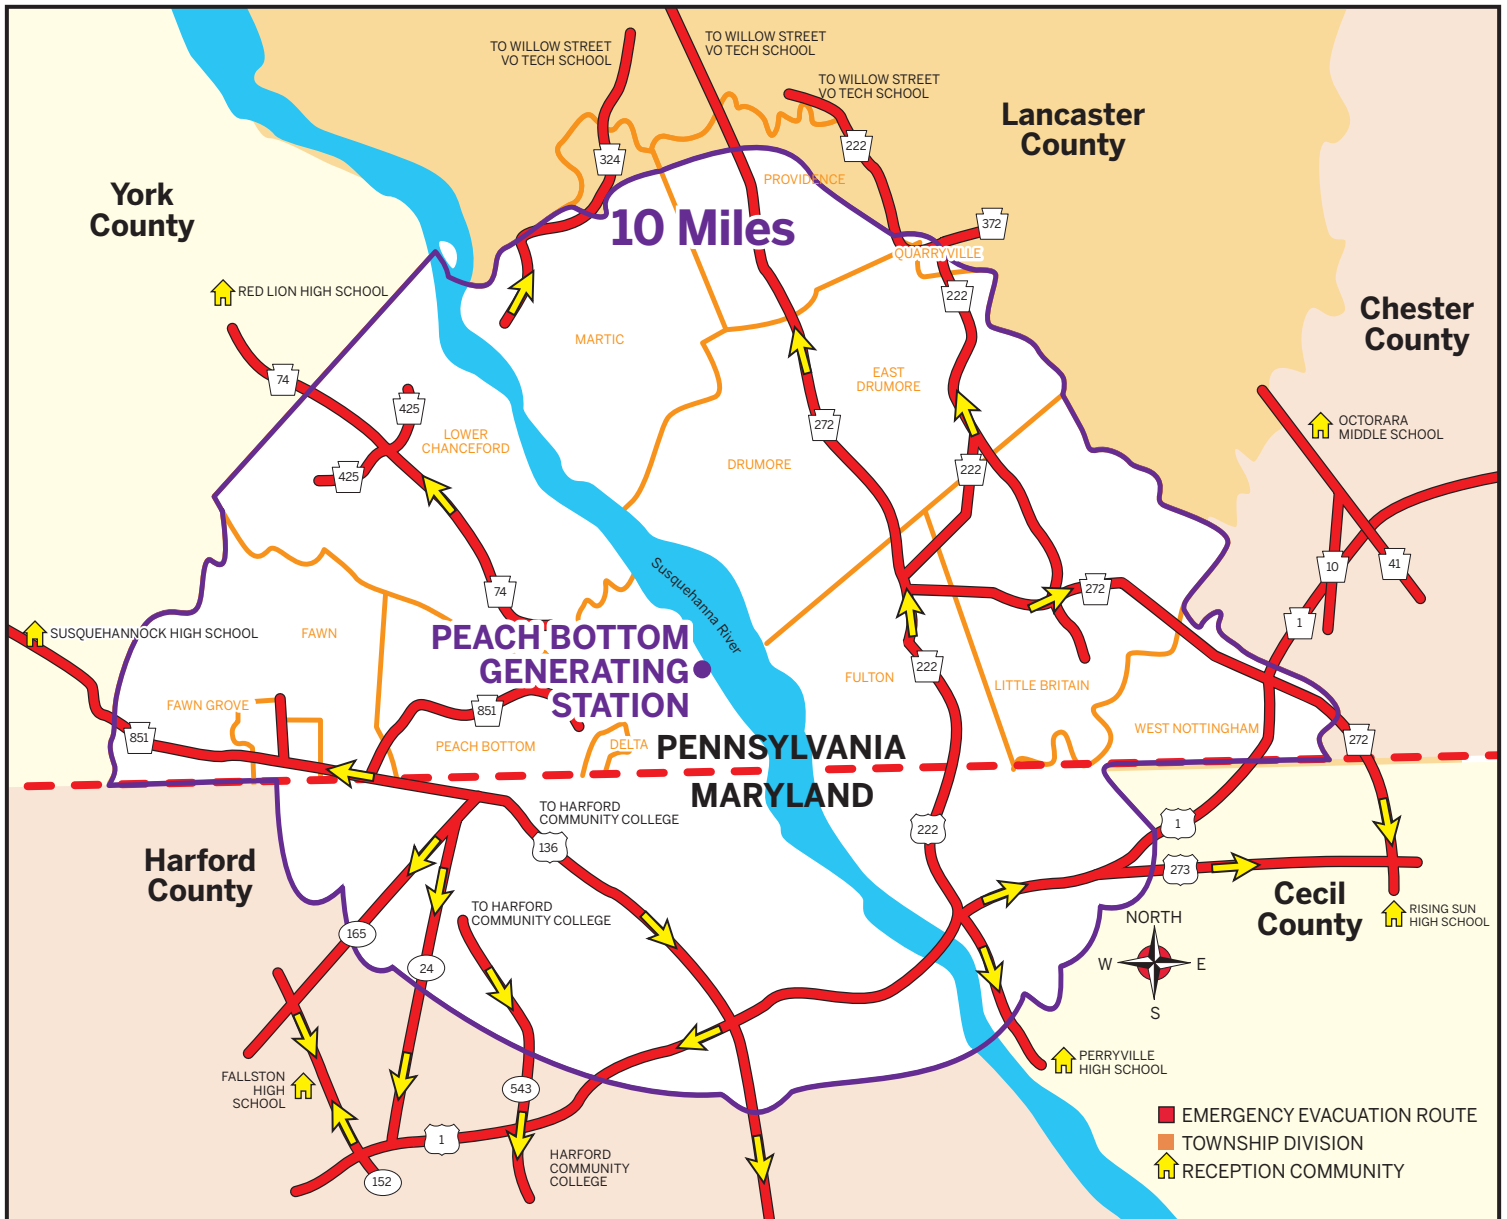 TO WILLOW STREET
VO TECH SCHOOL
TO WILLOW STREET
VO TECH SCHOOL
TO WILLOW STREET
VO TECH SCHOOL
Lancaster
County
222
324
PROVIDENCE
York
County
10 Miles
372
QUARRYVILLE
RED LION HIGH SCHOOL
222
Chester
County
MARTIC
74
EAST
DRUMORE
425
272
OCTORARA
MIDDLE SCHOOL
LOWER
CHANCEFORD
DRUMORE
222
425
10
41
74
272
Susquehanna River
1
SUSQUEHANNOCK HIGH SCHOOL
FAWN
PEACH BOTTOM
GENERATING
STATION
222
FULTON
LITTLE BRITAIN
FAWN GROVE
851
851
WEST NOTTINGHAM
PEACH BOTTOM
DELTA
PENNSYLVANIA
272
MARYLAND
TO HARFORD
COMMUNITY COLLEGE
136
222
1
Harford
County
273
Cecil
County
TO HARFORD
COMMUNITY COLLEGE
RISING SUN
HIGH SCHOOL
NORTH
W
E
S
165
24
PERRYVILLE
HIGH SCHOOL
FALLSTON
HIGH
SCHOOL
543
1
HARFORD
COMMUNITY
COLLEGE
152
EMERGENCY EVACUATION ROUTE
TOWNSHIP DIVISION
RECEPTION COMMUNITY